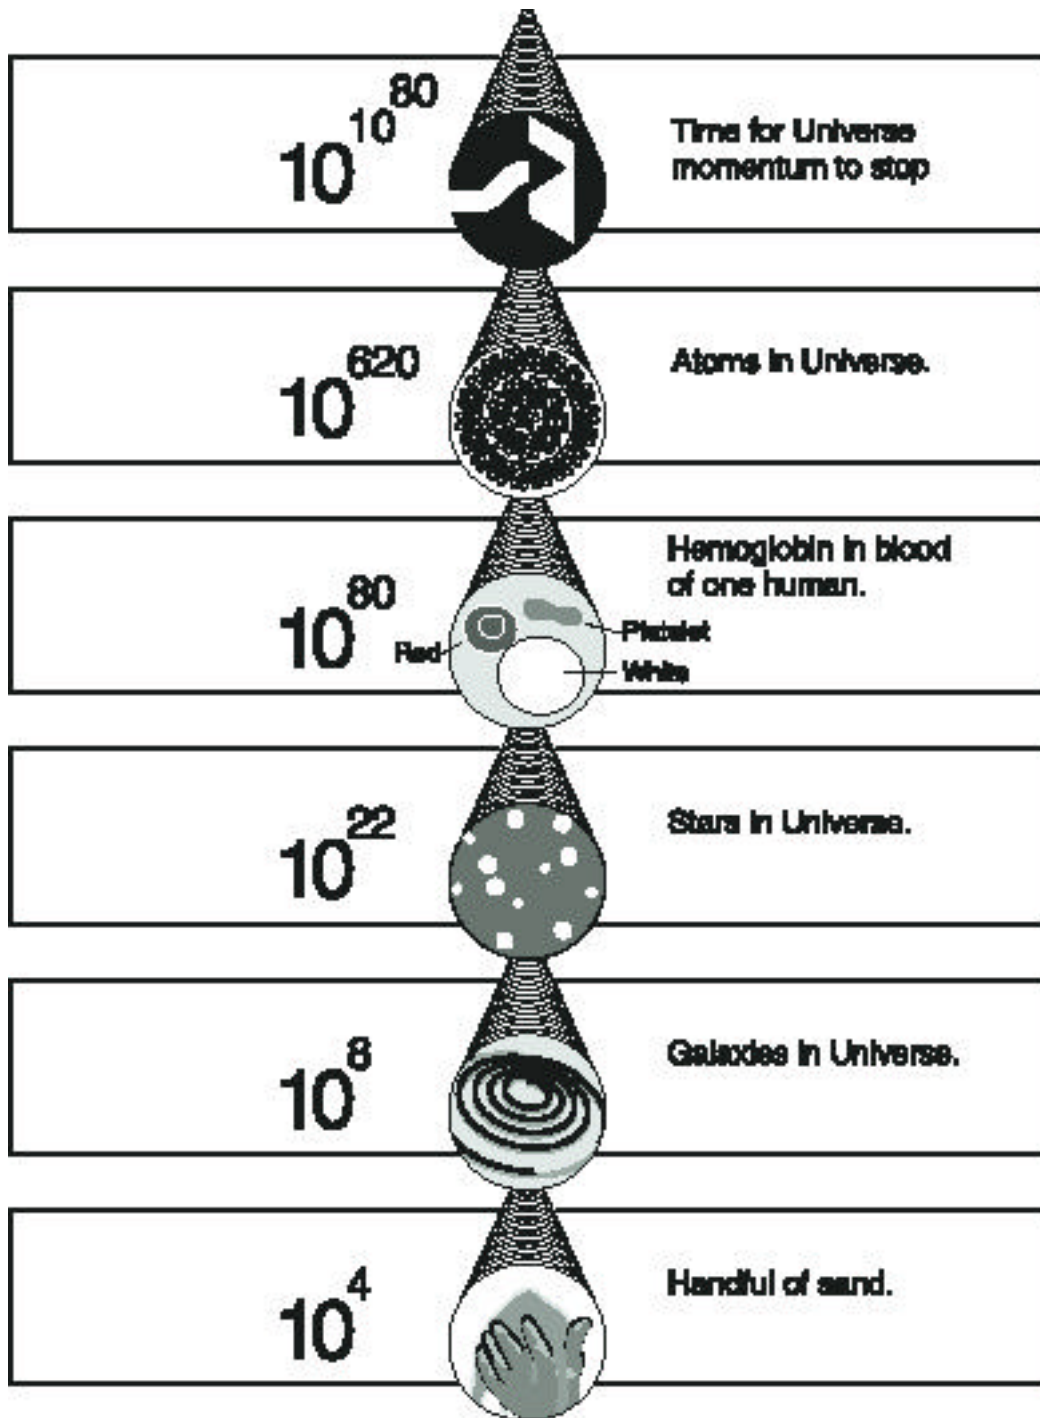 10^10^80
Time for Universe
momentum to stop
10^620
Atoms in Universe.
10^80
Hemoglobin in blood
of one human.
Red
Platelet
White
10^22
Stars in Universe.
10^8
Galaxies in Universe.
10^4
Handful of sand.